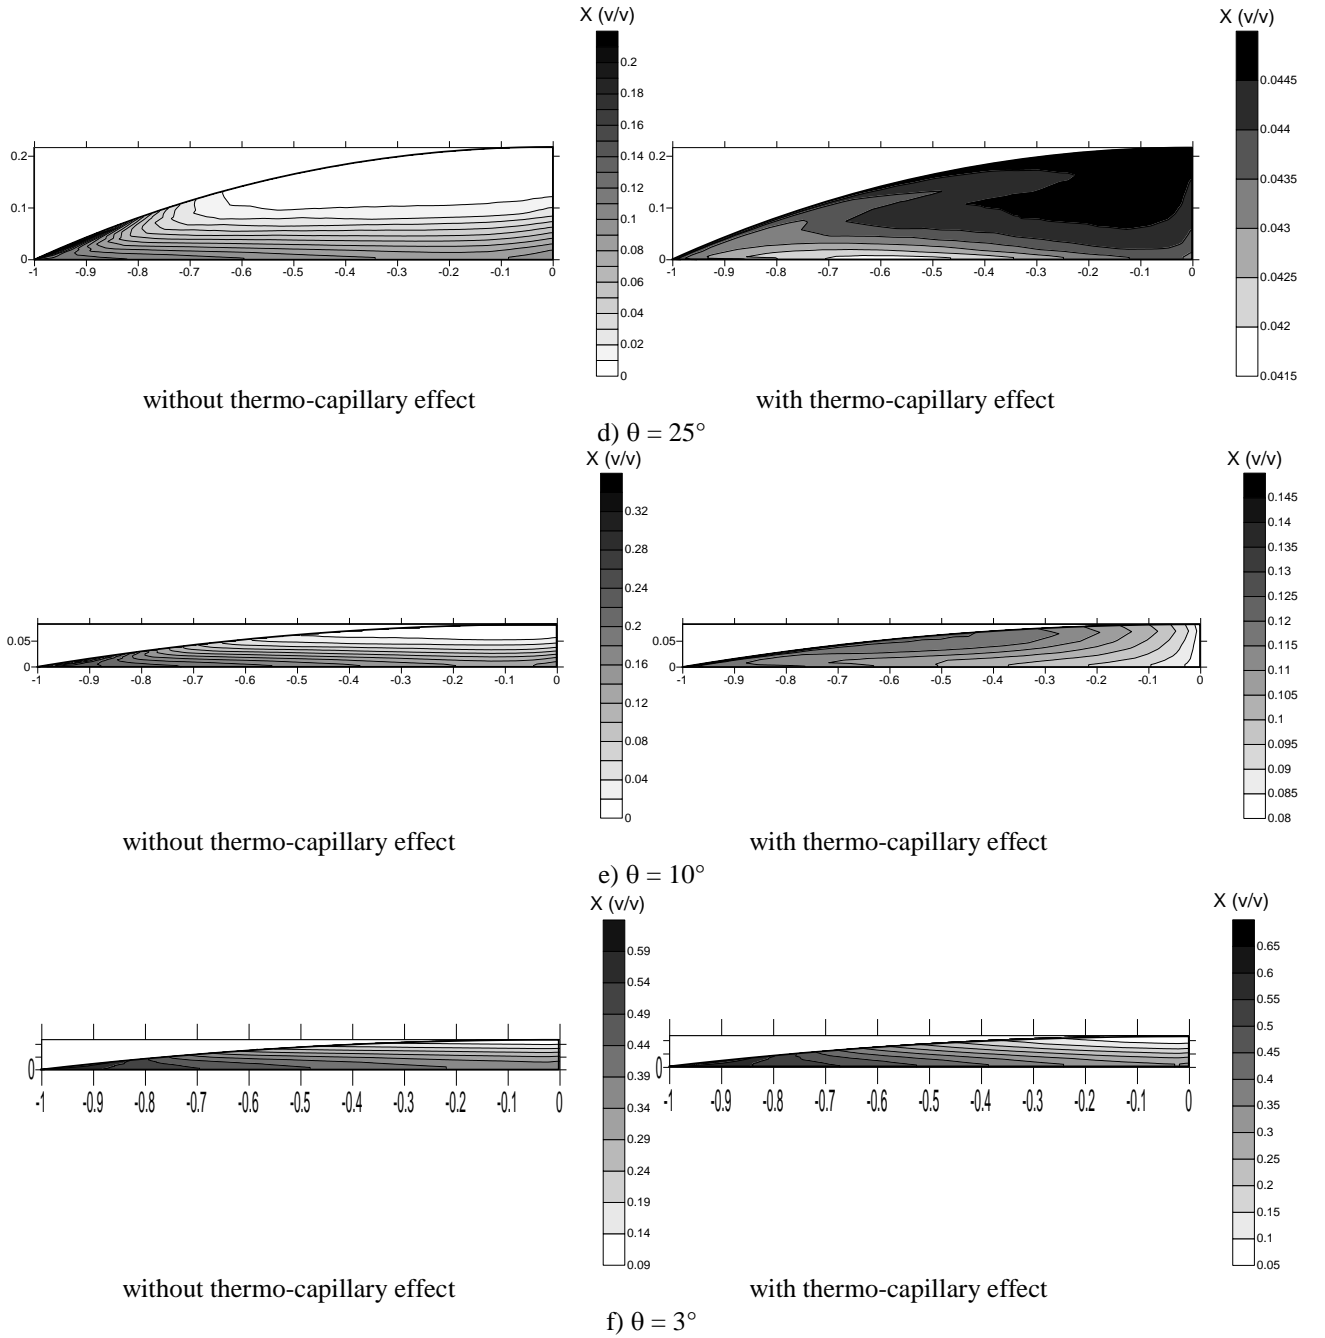 X (v/v) X (v/v)
0.2 0.18 0.16 0.14 0.12 0.1 0.08 0.06 0.04 0.02 0
0.0445 0.044 0.0435 0.043 0.0425 0.042 0.0415
0.2 0.1 0
-1 -0.9 -0.8 -0.7 -0.6 -0.5 -0.4 -0.3 -0.2 -0.1 0
0.2 0.1 0
-1 -0.9 -0.8 -0.7 -0.6 -0.5 -0.4 -0.3 -0.2 -0.1 0
without thermo-capillary effect with thermo-capillary effect
d) θ = 25°
X (v/v) X (v/v)
0.32 0.28 0.24 0.2 0.16 0.12 0.08 0.04 0
0.145 0.14 0.135 0.13 0.125 0.12 0.115 0.11 0.105 0.1 0.095 0.09 0.085 0.08
0.05 0
-1 -0.9 -0.8 -0.7 -0.6 -0.5 -0.4 -0.3 -0.2 -0.1 0
0.05 0
-1 -0.9 -0.8 -0.7 -0.6 -0.5 -0.4 -0.3 -0.2 -0.1 0
without thermo-capillary effect with thermo-capillary effect
e) θ = 10°
X (v/v) X (v/v)
0.59 0.54 0.49 0.44 0.39 0.34 0.29 0.24 0.19 0.14 0.09
0.65 0.6 0.55 0.5 0.45 0.4 0.35 0.3 0.25 0.2 0.15 0.1 0.05
0
-1 -0.9 -0.8 -0.7 -0.6 -0.5 -0.4 -0.3 -0.2 -0.1 0
0
-1 -0.9 -0.8 -0.7 -0.6 -0.5 -0.4 -0.3 -0.2 -0.1 0
without thermo-capillary effect with thermo-capillary effect
f) θ = 3°